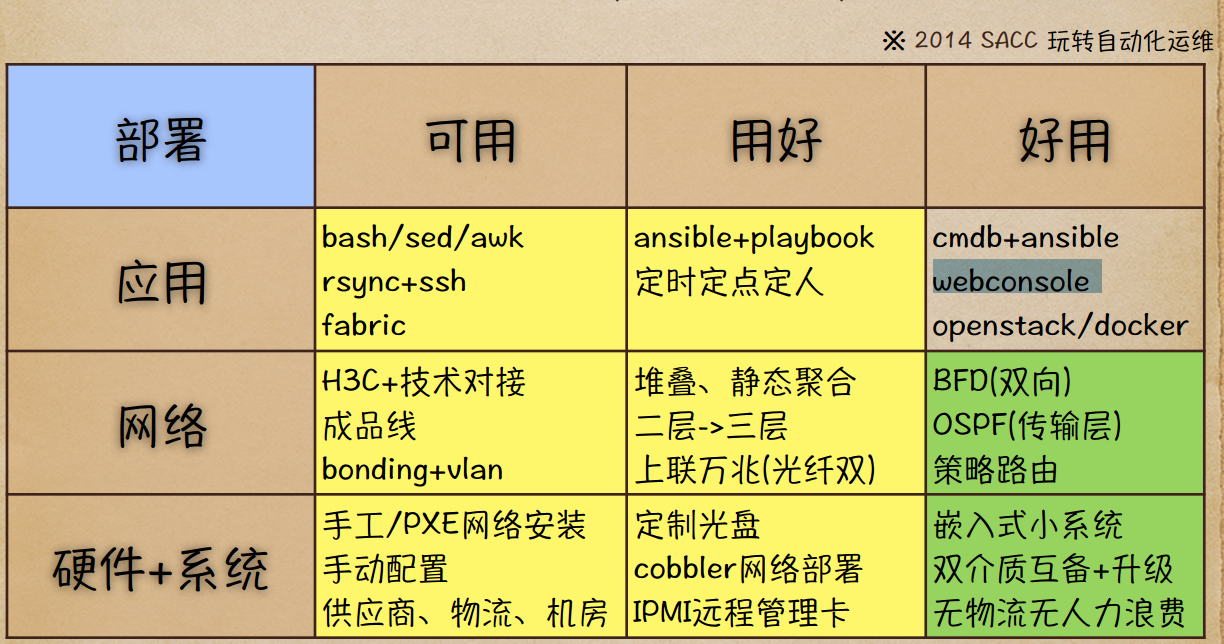 ※ 2014 SACC 玩转自动化运维
部署 可用 用好 好用
应用
bash/sed/awk
rsync+ssh
fabric
ansible+playbook
定时定点定人
cmdb+ansible
webconsole
openstack/docker
网络
H3C+技术对接
成品线
bonding+vlan
堆叠、静态聚合
二层->三层
上联万兆(光纤双)
BFD(双向)
OSPF(传输层)
策略路由
硬件+系统
手工/PXE网络安装
手动配置
供应商、物流、机房
定制光盘
cobbler网络部署
IPMI远程管理卡
嵌入式小系统
双介质互备+升级
无物流无人力浪费